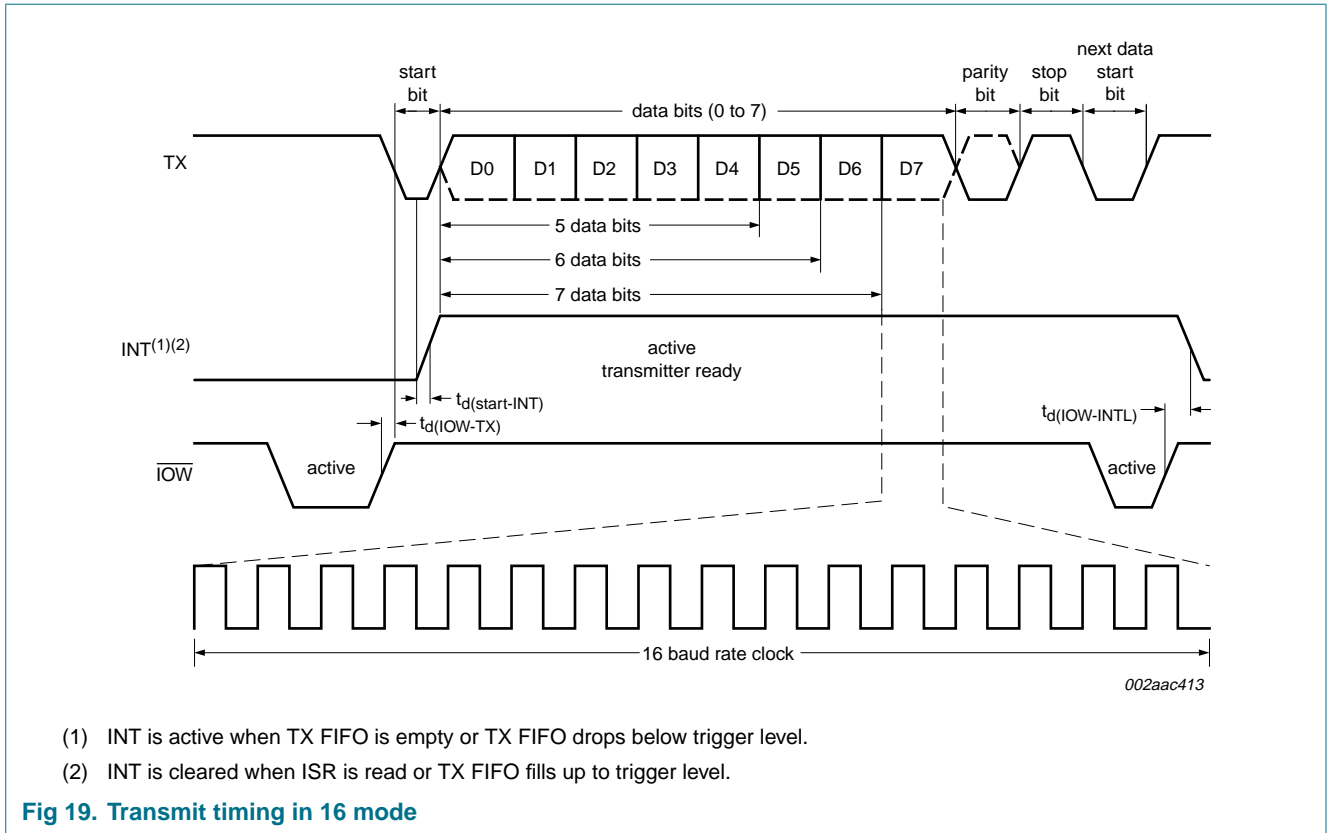 next data
start
bit
start
bit
parity
bit
stop
bit
data bits (0 to 7)
TX
D0 D1 D2 D3 D4 D5 D6 D7
5 data bits
6 data bits
7 data bits
INT(1)(2)
active
transmitter ready
td(start-INT)
td(IOW-TX)
td(IOW-INTL)
IOW
active
active
16 baud rate clock
002aac413
(1) INT is active when TX FIFO is empty or TX FIFO drops below trigger level.
(2) INT is cleared when ISR is read or TX FIFO fills up to trigger level.
Fig 19. Transmit timing in 16 mode